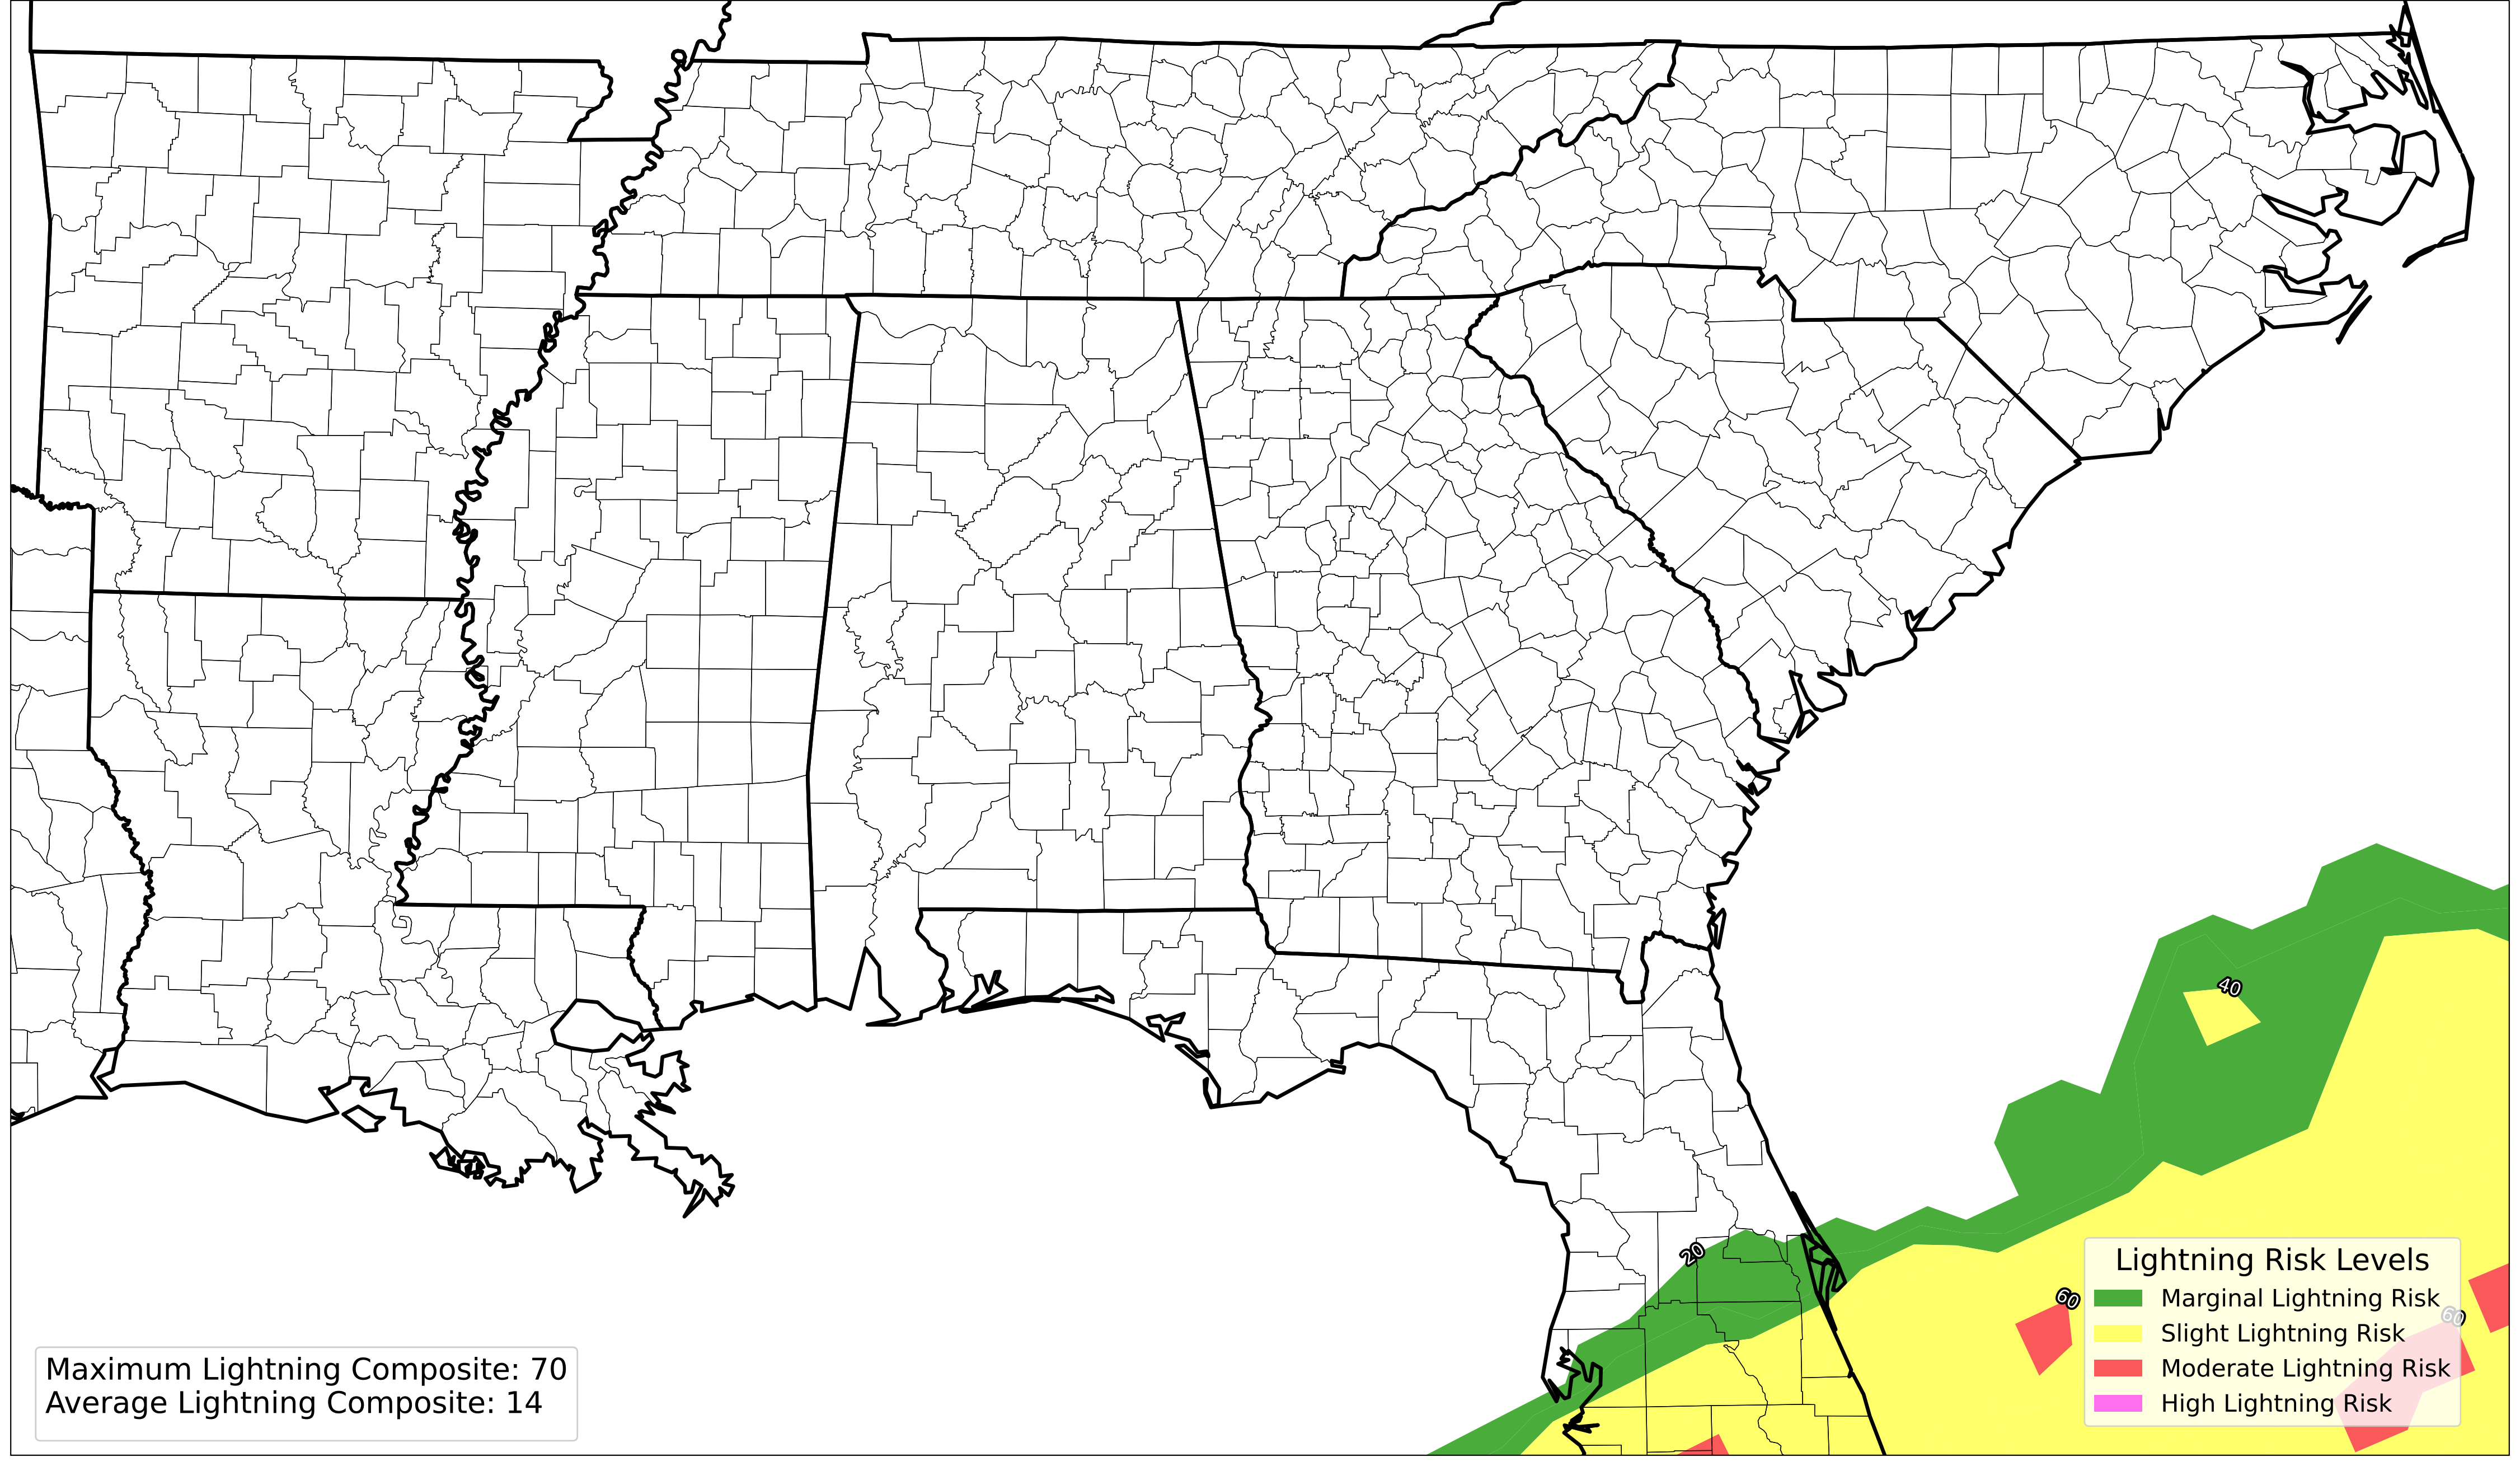 40
20
60
60
Lightning Risk Levels
Marginal Lightning Risk
Slight Lightning Risk
Moderate Lightning Risk
High Lightning Risk
Maximum Lightning Composite: 70
Average Lightning Composite: 14